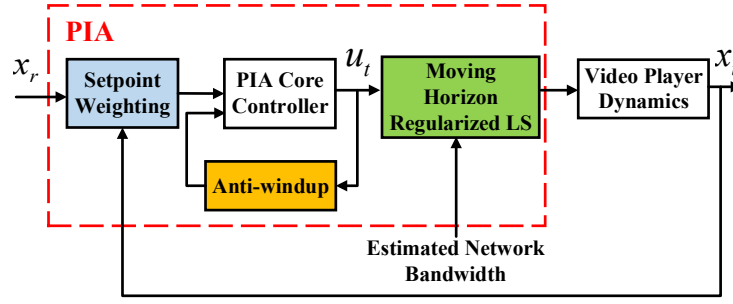 PIA
x_r
Setpoint
Weighting
PIA Core
Controller
u_t
Moving
Horizon
Regularized LS
Video Player
Dynamics
Anti-windup
Estimated Network
Bandwidth